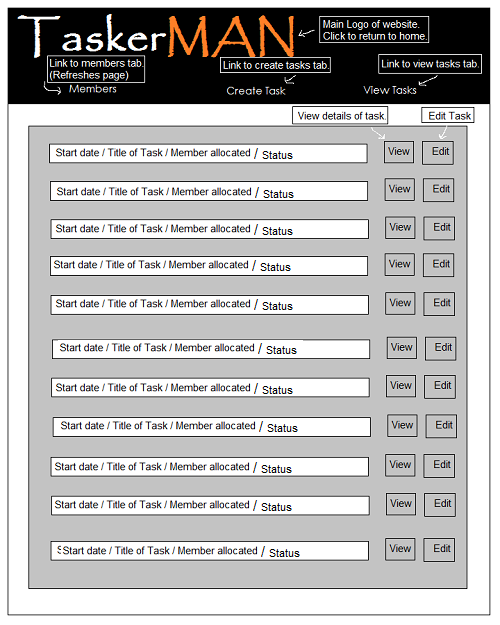 TaskerMAN
Main Logo of website.
Click to return to home.
Link to members tab
(Refreshes page)
Link to create tasks tab.
Link to view tasks tab.
Members
Create Task
View Tasks
View details of task.
Edit Task
Start date / Title of Task / Member allocated / Status View Edit
Start date / Title of Task / Member allocated / Status View Edit
Start date / Title of Task / Member allocated / Status View Edit
Start date / Title of Task / Member allocated / Status View Edit
Start date / Title of Task / Member allocated / Status View Edit
Start date / Title of Task / Member allocated / Status View Edit
Start date / Title of Task / Member allocated / Status View Edit
Start date / Title of Task / Member allocated / Status View Edit
Start date / Title of Task / Member allocated / Status View Edit
Start date / Title of Task / Member allocated / Status View Edit
Start date / Title of Task / Member allocated / Status View Edit